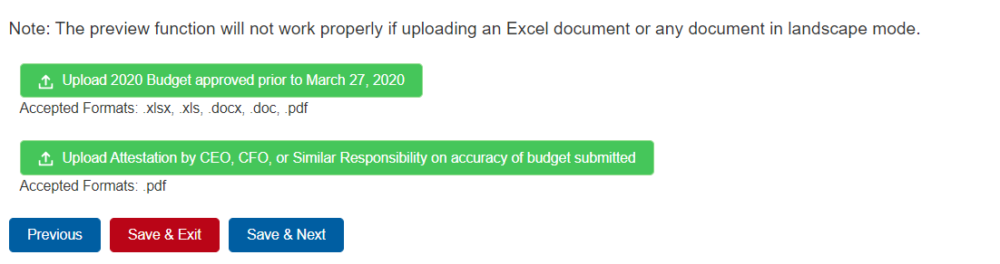 Note: The preview function will not work properly if uploading an Excel document or any document in landscape mode.
Upload 2020 Budget approved prior to March 27, 2020
Accepted Formats: .xlsx, .xls, .docx, .doc, .pdf
Upload Attestation by CEO, CFO, or Similar Responsibility on accuracy of budget submitted
Accepted Formats: .pdf
Previous Save & Exit Save & Next